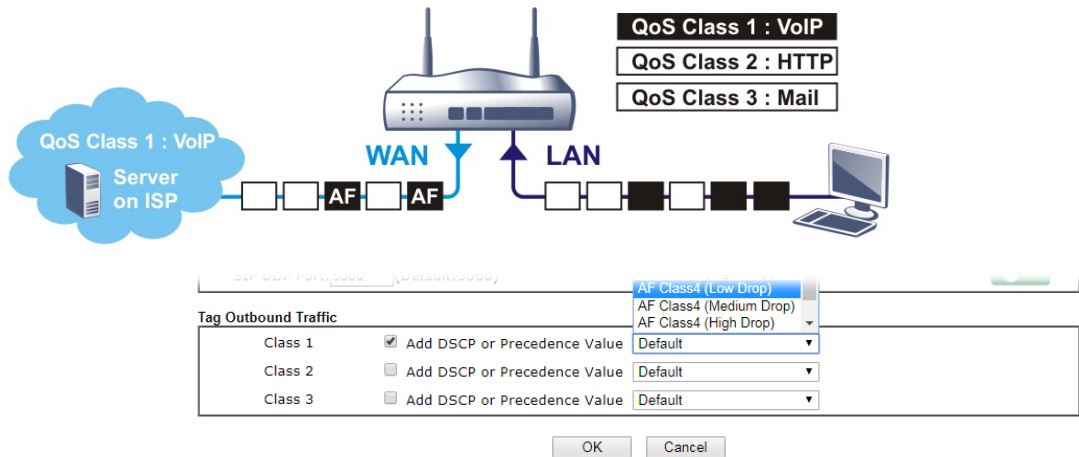 QoS Class 1 : VoIP
QoS Class 2 : HTTP
QoS Class 3 : Mail
QoS Class 1 : VoIP
Server
on ISP
WAN
LAN
AF
AF
AF Class4 (Low Drop)
AF Class4 (Medium Drop)
AF Class4 (High Drop)
Tag Outbound Traffic
Class 1 Add DSCP or Precedence Value Default
Class 2 Add DSCP or Precedence Value Default
Class 3 Add DSCP or Precedence Value Default
OK Cancel